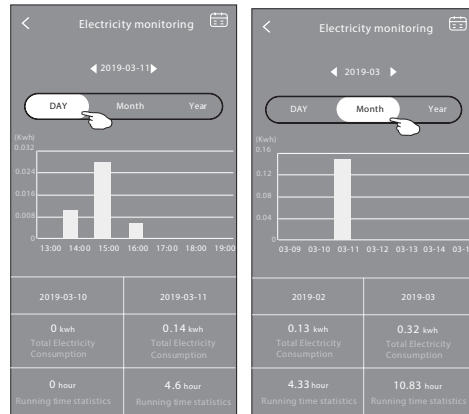 Electricity monitoring
2019-03-11
DAY Month Year
(Kwh)
0.032
0.024
0.016
0.008
0
13:00 14:00 15:00 16:00 17:00 18:00 19:00
2019-03-10 2019-03-11
0 kwh 0.14 kwh
Total Electricity Total Electricity
Consumption Consumption
0 hour 4.6 hour
Running time statistics Running time statistics
Electricity monitoring
2019-03
DAY Month Year
(Kwh)
0.16
0.12
0.08
0.04
0
03-09 03-10 03-11 03-12 03-13 03-14 03-1
2019-02 2019-03
0.13 kwh 0.32 kwh
Total Electricity Total Electricity
Consumption Consumption
4.33 hour 10.83 hour
Running time statistics Running time statistics